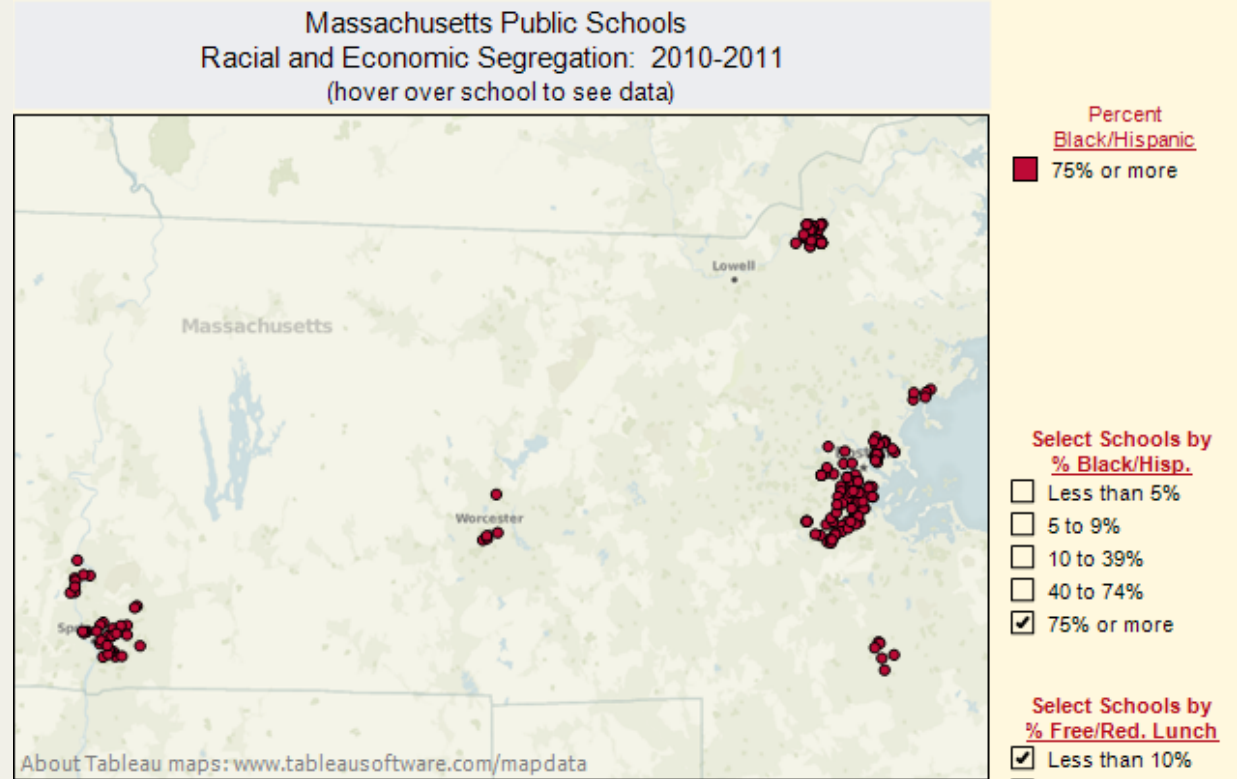 Massachusetts Public Schools
Racial and Economic Segregation: 2010-2011
(hover over school to see data)
Percent
Black/Hispanic
75% or more
Lowell
Massachusetts
Worcester
About Tableau maps: www.tableausoftware.com/mapdata
Select Schools by
% Black/Hisp.
Less than 5%
5 to 9%
10 to 39%
40 to 74%
75% or more
Select Schools by
% Free/Red. Lunch
Less than 10%